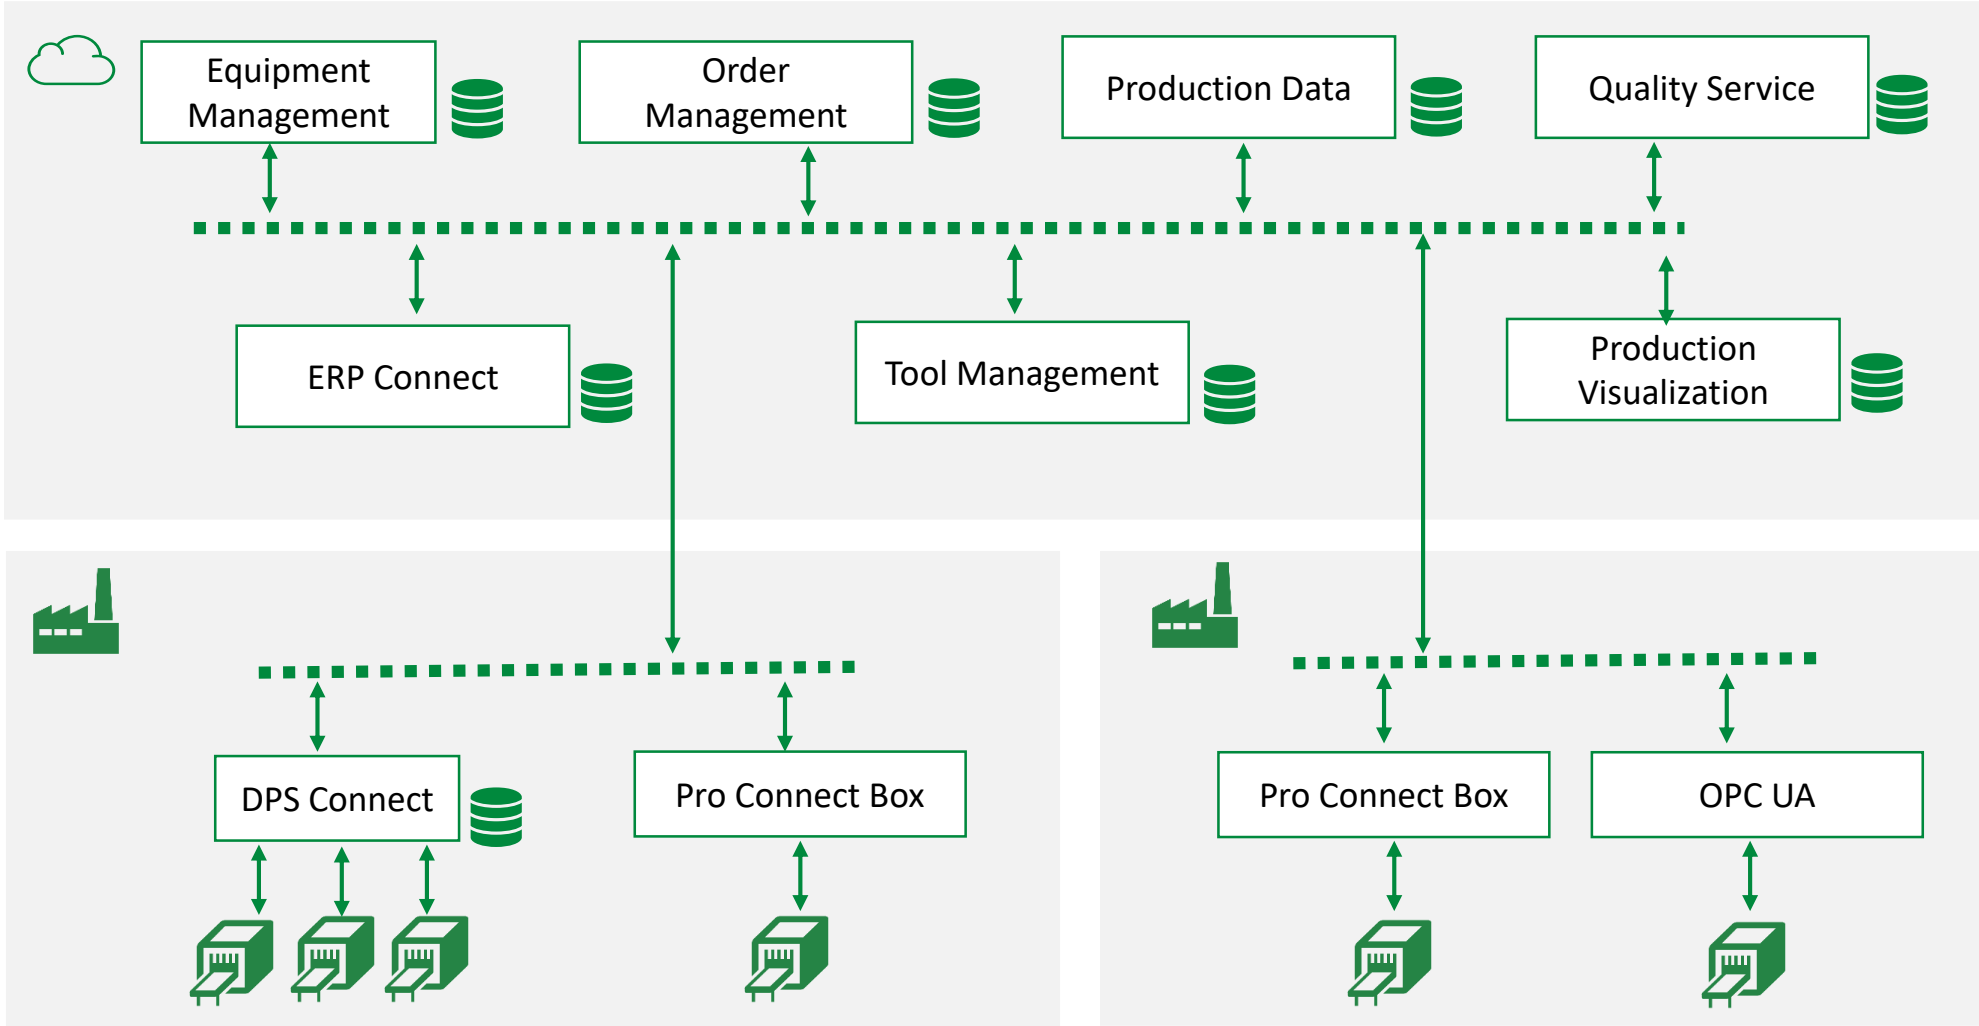 Equipment
Management
Order
Management
Production Data
Quality Service
ERP Connect
Tool Management
Production
Visualization
DPS Connect
Pro Connect Box
Pro Connect Box
OPC UA